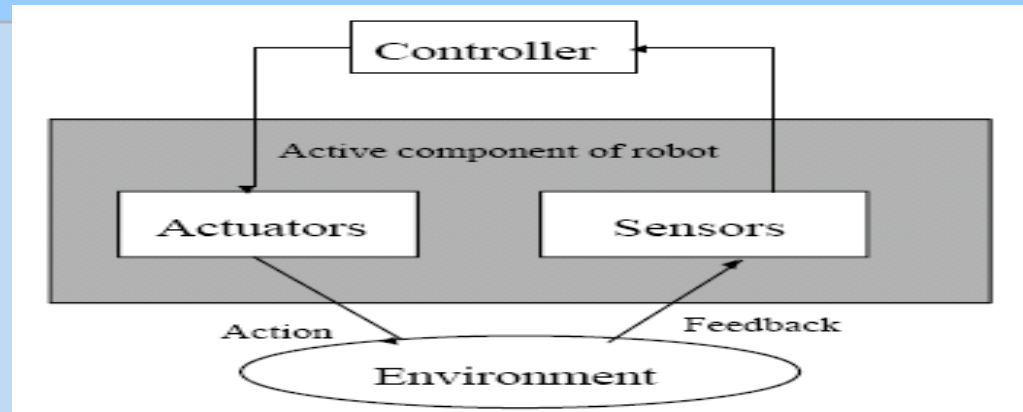 Controller
Active component of robot
Actuators
Sensors
Action
Feedback
Environment